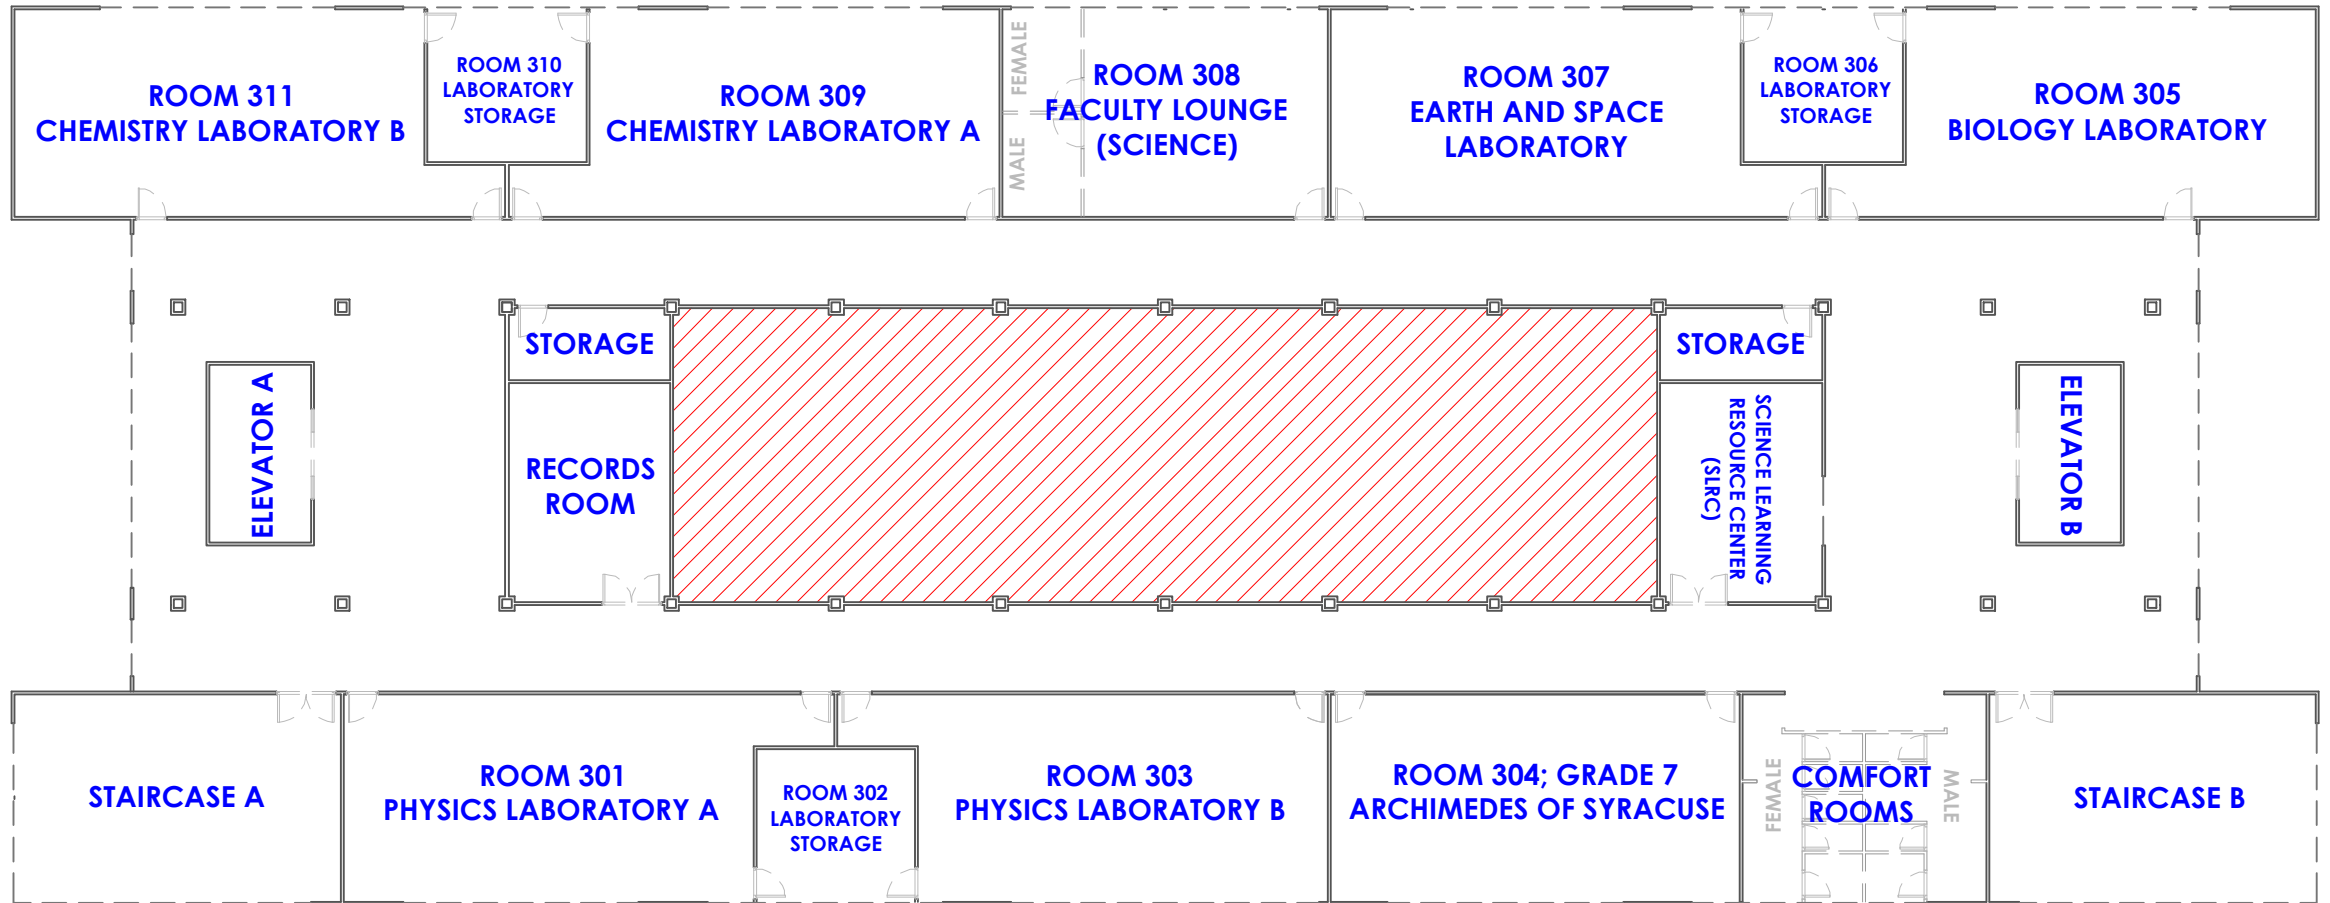 ROOM 311
CHEMISTRY LABORATORY B
ROOM 310
LABORATORY
STORAGE
ROOM 309
CHEMISTRY LABORATORY A
FEMALE
MALE
ROOM 308
FACULTY LOUNGE
(SCIENCE)
ROOM 307
EARTH AND SPACE
LABORATORY
ROOM 306
LABORATORY
STORAGE
ROOM 305
BIOLOGY LABORATORY
ELEVATOR A
STORAGE
RECORDS
ROOM
STORAGE
SCIENCE LEARNING
RESOURCE CENTER
(SLRC)
ELEVATOR B
STAIRCASE A
ROOM 301
PHYSICS LABORATORY A
ROOM 302
LABORATORY
STORAGE
ROOM 303
PHYSICS LABORATORY B
ROOM 304; GRADE 7
ARCHIMEDES OF SYRACUSE
FEMALE
COMFORT
ROOMS
MALE
STAIRCASE B